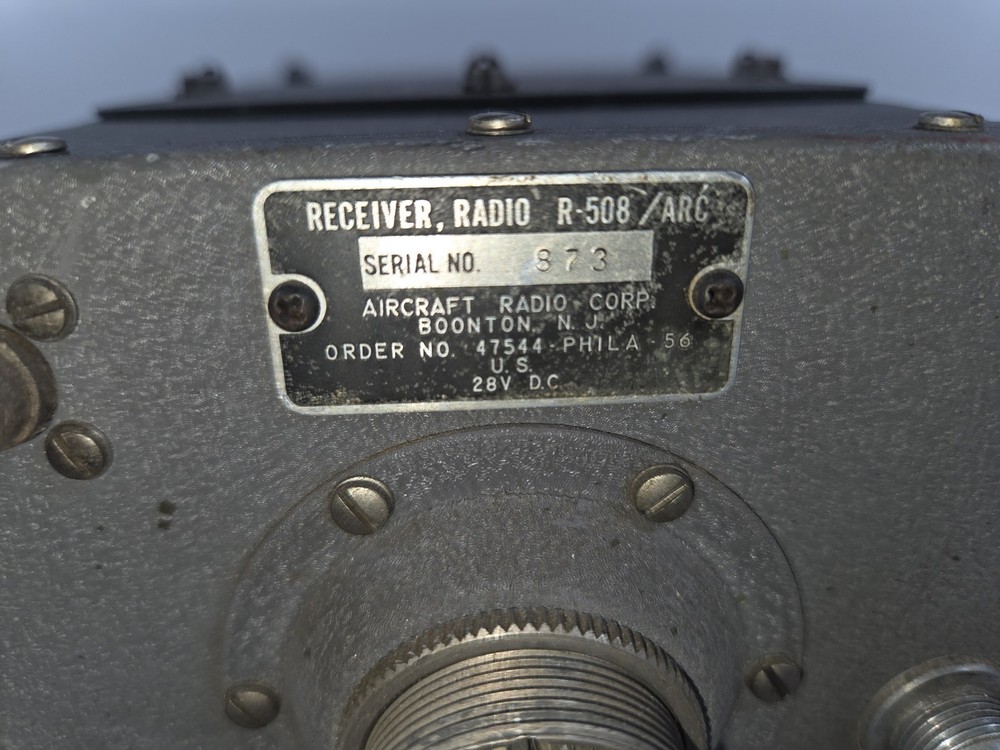 RECEIVER, RADIO R-508/ARC
SERIAL NO. 873
AIRCRAFT RADIO CORP.
BOONTON, N.J.
ORDER NO. 47544-PHILA-56
U.S.
28V D.C.